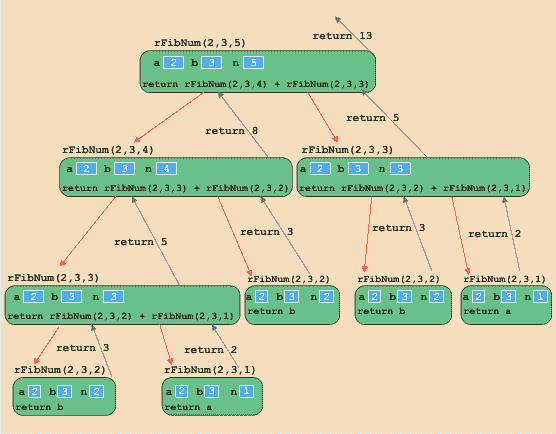 return 13
rFibNum(2,3,5)
a 2 b 3 n 5
return rFibNum(2,3,4) + rFibNum(2,3,3)
return 8
return 5
rFibNum(2,3,4)
a 2 b 3 n 4
return rFibNum(2,3,3) + rFibNum(2,3,2)
rFibNum(2,3,3)
a 2 b 3 n 3
return rFibNum(2,3,2) + rFibNum(2,3,1)
return 5
return 3
return 3
return 2
rFibNum(2,3,3)
a 2 b 3 n 3
return rFibNum(2,3,2) + rFibNum(2,3,1)
rFibNum(2,3,2)
a 2 b 3 n 2
return b
rFibNum(2,3,2)
a 2 b 3 n 2
return b
rFibNum(2,3,1)
a 2 b 3 n 1
return a
return 3
return 2
rFibNum(2,3,2)
a 2 b 3 n 2
return b
rFibNum(2,3,1)
a 2 b 3 n 1
return a